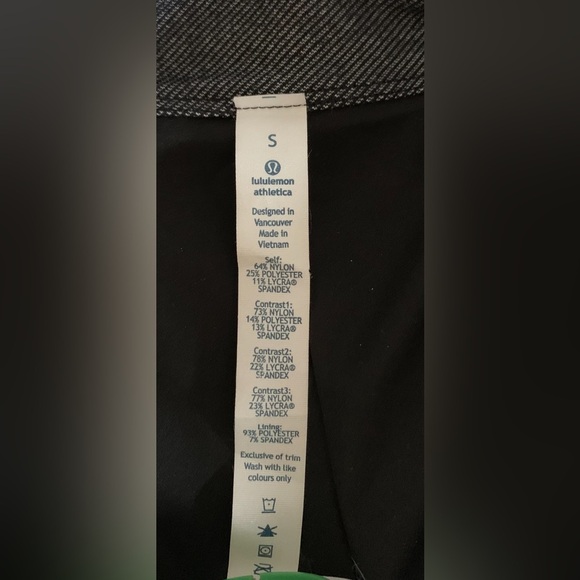 S
lululemon
athletica
Designed in
Vancouver
Made in
Vietnam
Self:
64% NYLON
25% POLYESTER
11% LYCRA®
SPANDEX
Contrast1:
73% NYLON
14% POLYESTER
13% LYCRA®
SPANDEX
Contrast2:
78% NYLON
22% LYCRA®
SPANDEX
Contrast3:
77% NYLON
23% LYCRA®
SPANDEX
Lining:
93% POLYESTER
7% SPANDEX
Exclusive of trim
Wash with like
colours only